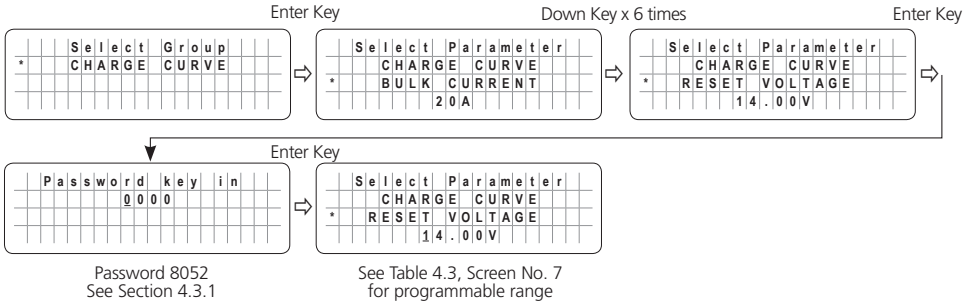 Enter Key
Down Key x 6 times
Enter Key
Select Group
* CHARGE CURVE
Select Parameter
CHARGE CURVE
* BULK CURRENT
20A
Select Parameter
CHARGE CURVE
* RESET VOLTAGE
14.00V
Enter Key
Password key in
0000
Select Parameter
CHARGE CURVE
* RESET VOLTAGE
14.00V
Password 8052
See Section 4.3.1
See Table 4.3, Screen No. 7
for programmable range